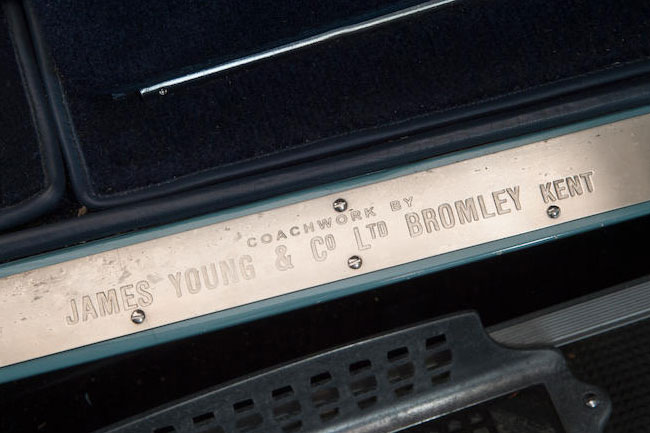 COACHWORK BY
JAMES YOUNG & CO LTD BROMLEY KENT